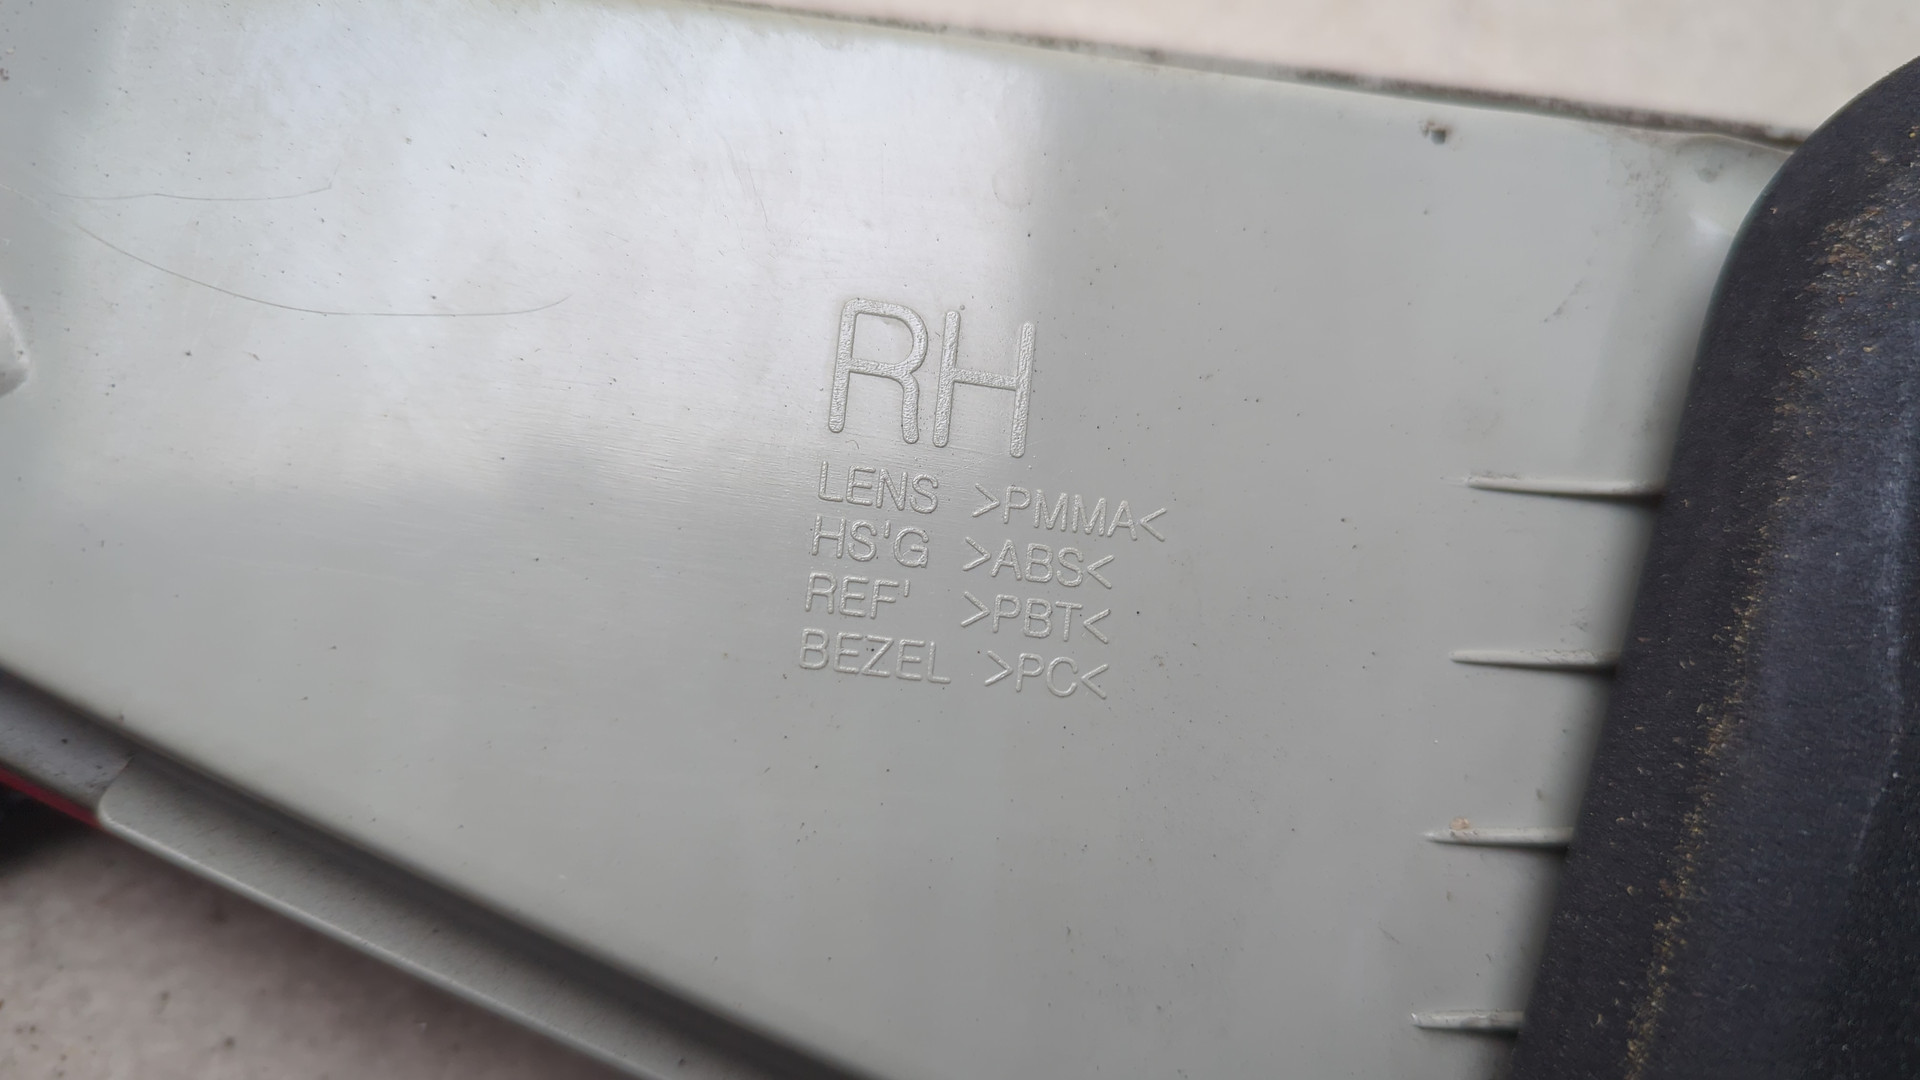 RH
LENS >PMMA<
HS'G >ABS<
REF' >PBT<
BEZEL >PC<